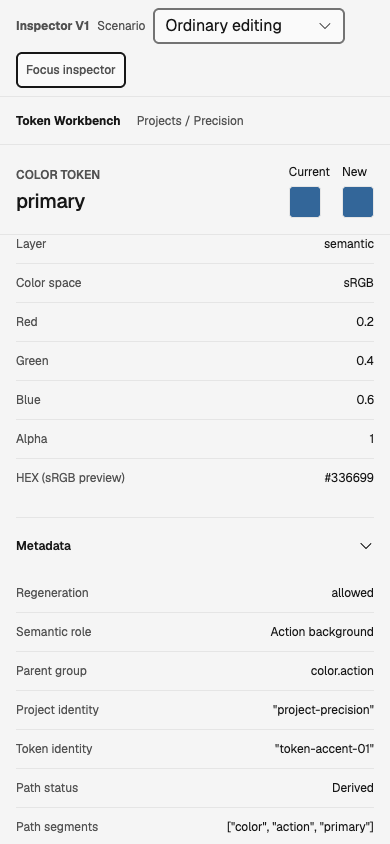 Inspector V1 Scenario Ordinary editing
Focus inspector
Token Workbench Projects / Precision
COLOR TOKEN Current New
primary
Layer semantic
Color space sRGB
Red 0.2
Green 0.4
Blue 0.6
Alpha 1
HEX (sRGB preview) #336699
Metadata
Regeneration allowed
Semantic role Action background
Parent group color.action
Project identity "project-precision"
Token identity "token-accent-01"
Path status Derived
Path segments ["color", "action", "primary"]